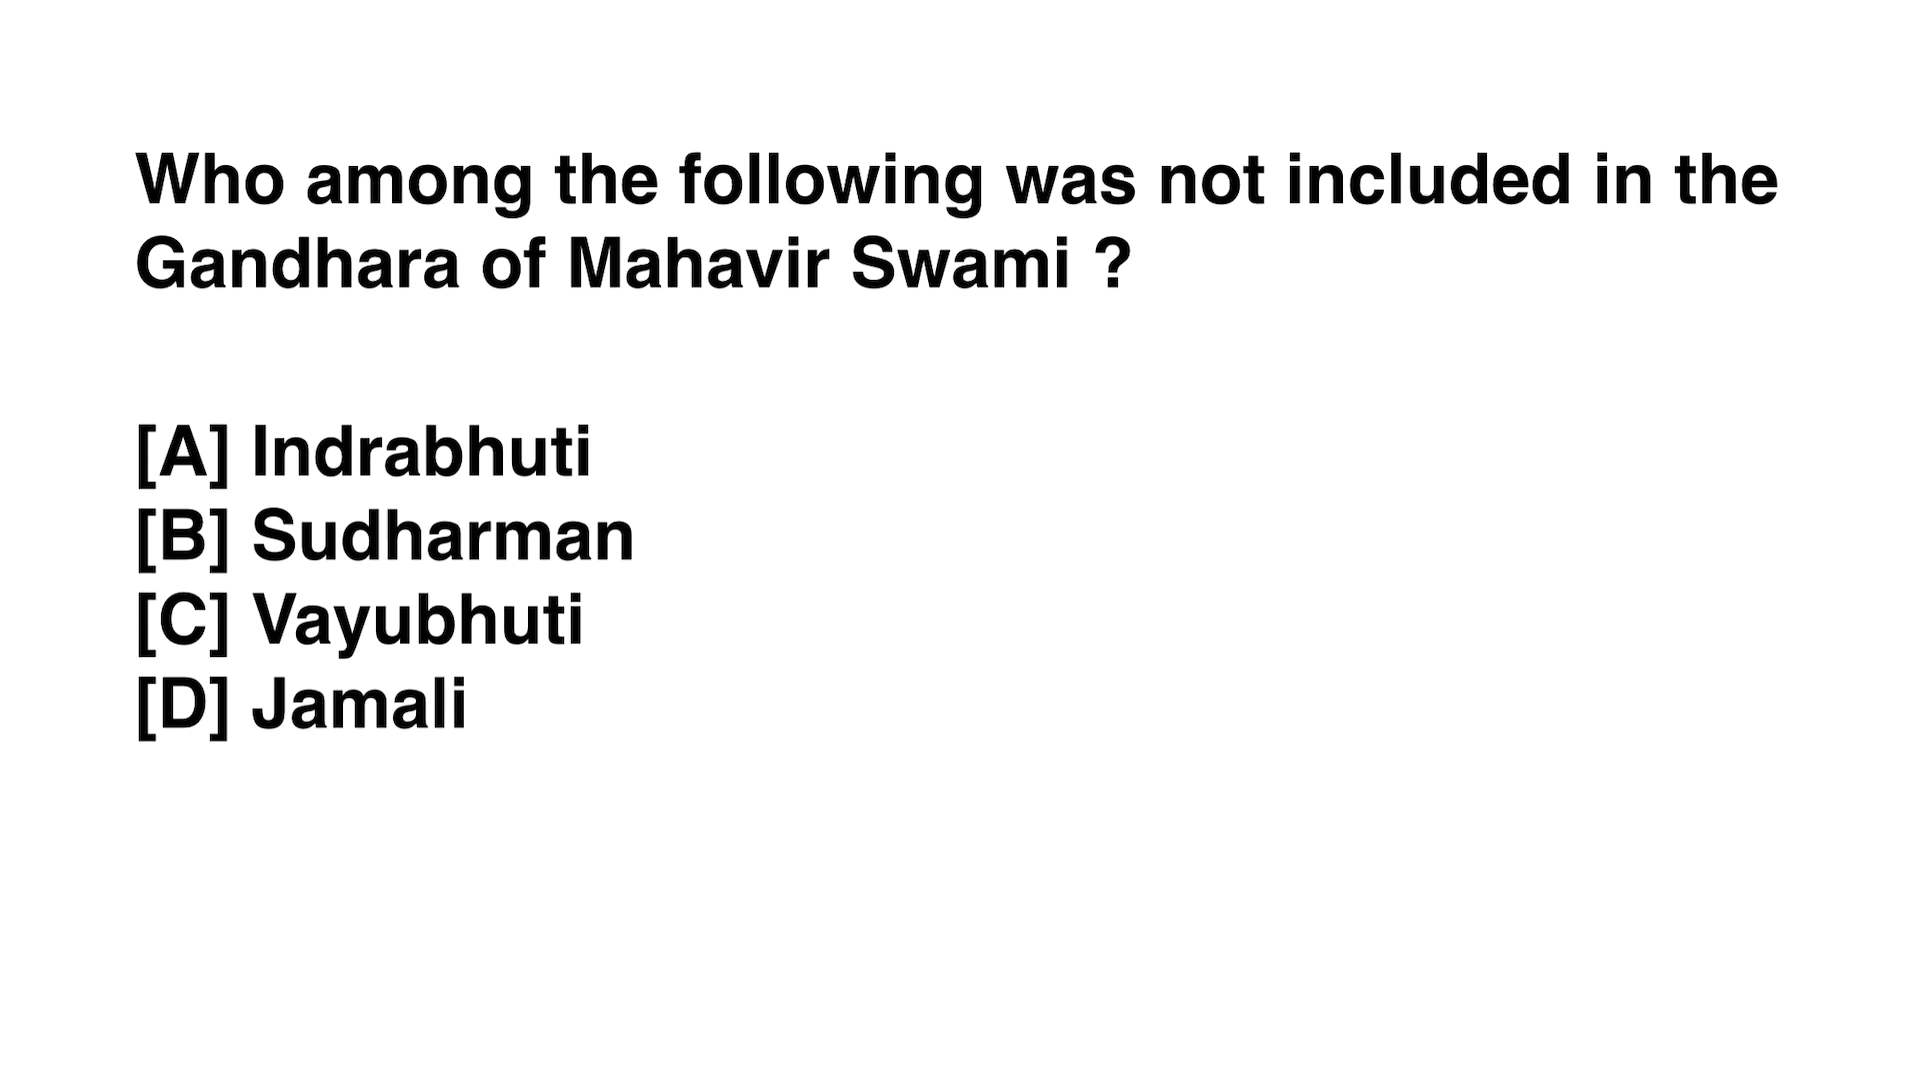 Who among the following was not included in the
Gandhara of Mahavir Swami ?
[A] Indrabhuti
[B] Sudharman
[C] Vayubhuti
[D] Jamali